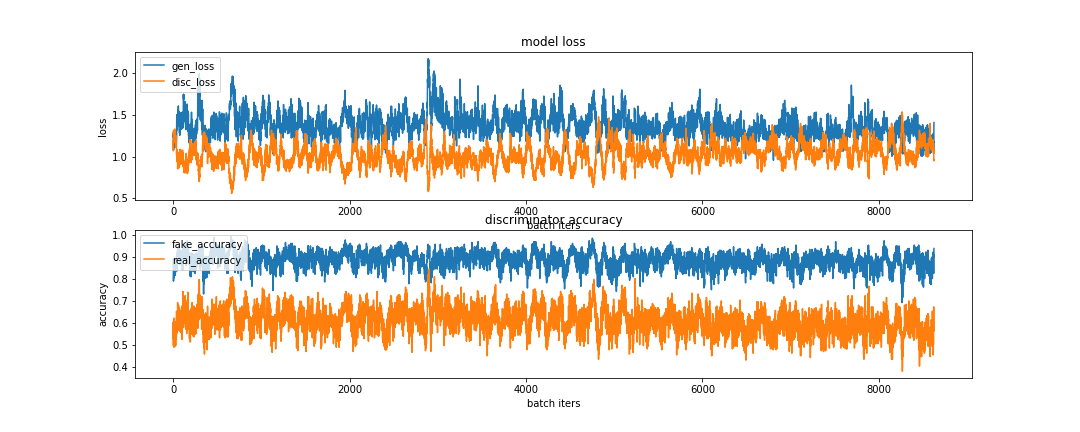 model loss
gen_loss
disc_loss
2.0
1.5
1.0
0.5
loss
0 2000 4000 6000 8000
batch iters
discriminator accuracy
fake_accuracy
real_accuracy
1.0
0.9
0.8
0.7
0.6
0.5
0.4
accuracy
0 2000 4000 6000 8000
batch iters